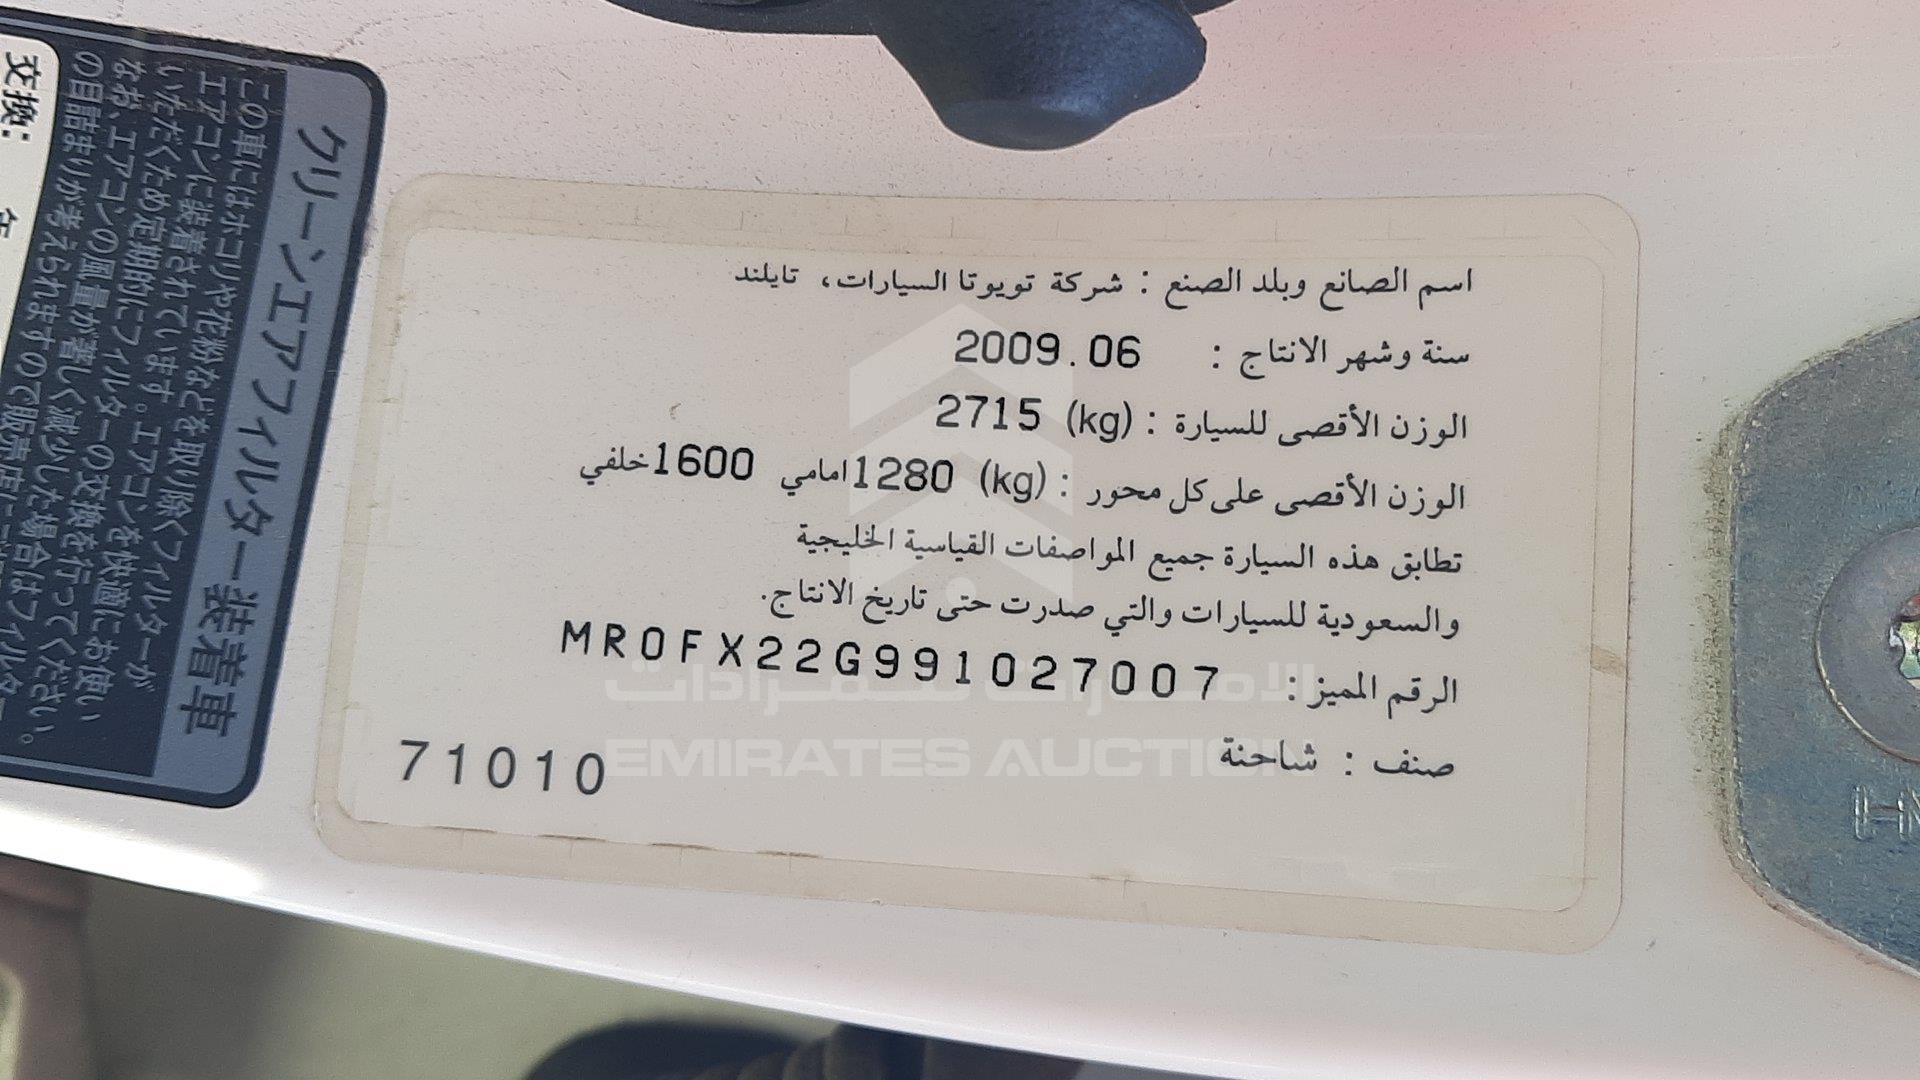 اسم الصانع وبلد الصنع : شركة تويوتا السيارات، تايلند
سنة وشهر الانتاج : 2009.06
الوزن الأقصى للسيارة : (kg) 2715
الوزن الأقصى على كل محور : (kg) 1280 امامي 1600 خلفي
تطابق هذه السيارة جميع المواصفات القياسية الخليجية
والسعودية للسيارات والتي صدرت حتى تاريخ الانتاج.
الرقم المميز: MR0FX22G991027007
صنف : شاحنة
71010
الامارات للمزادات
EMIRATES AUCTION
クリーンエアフィルター装着車
この車にはホコリや花粉などを取り除くフィルターが
エアコンに装着されています。エアコンを快適にお使い
いただくため定期的にフィルターの交換を行ってください。
なお、エアコンの風量が著しく減少した場合はフィルター
の目詰まりが考えられますので販売店に
交換: 年